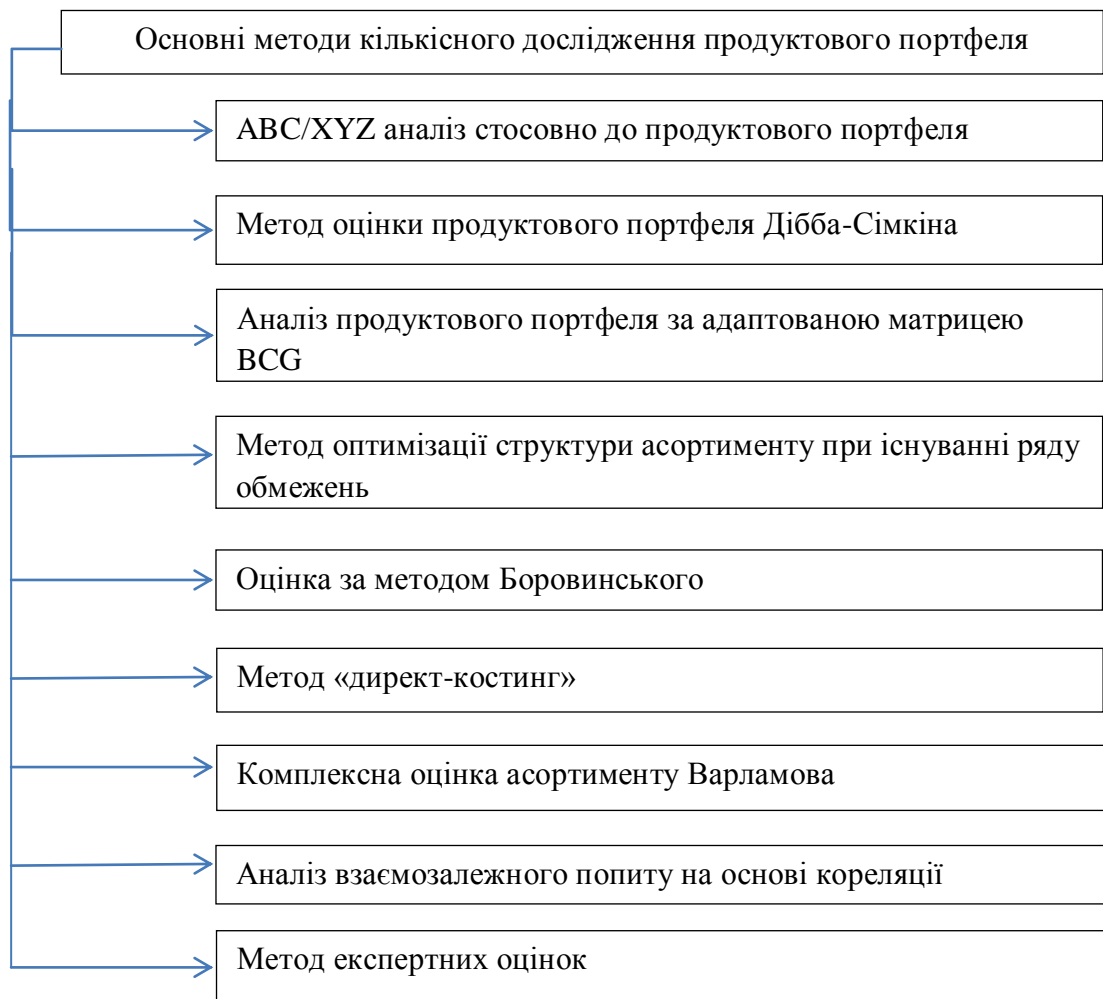 Основні методи кількісного дослідження продуктового портфеля
ABC/XYZ аналіз стосовно до продуктового портфеля
Метод оцінки продуктового портфеля Дібба-Сімкіна
Аналіз продуктового портфеля за адаптованою матрицею
BCG
Метод оптимізації структури асортименту при існуванні ряду
обмежень
Оцінка за методом Боровинського
Метод «директ-костинг»
Комплексна оцінка асортименту Варламова
Аналіз взаємозалежного попиту на основі кореляції
Метод експертних оцінок